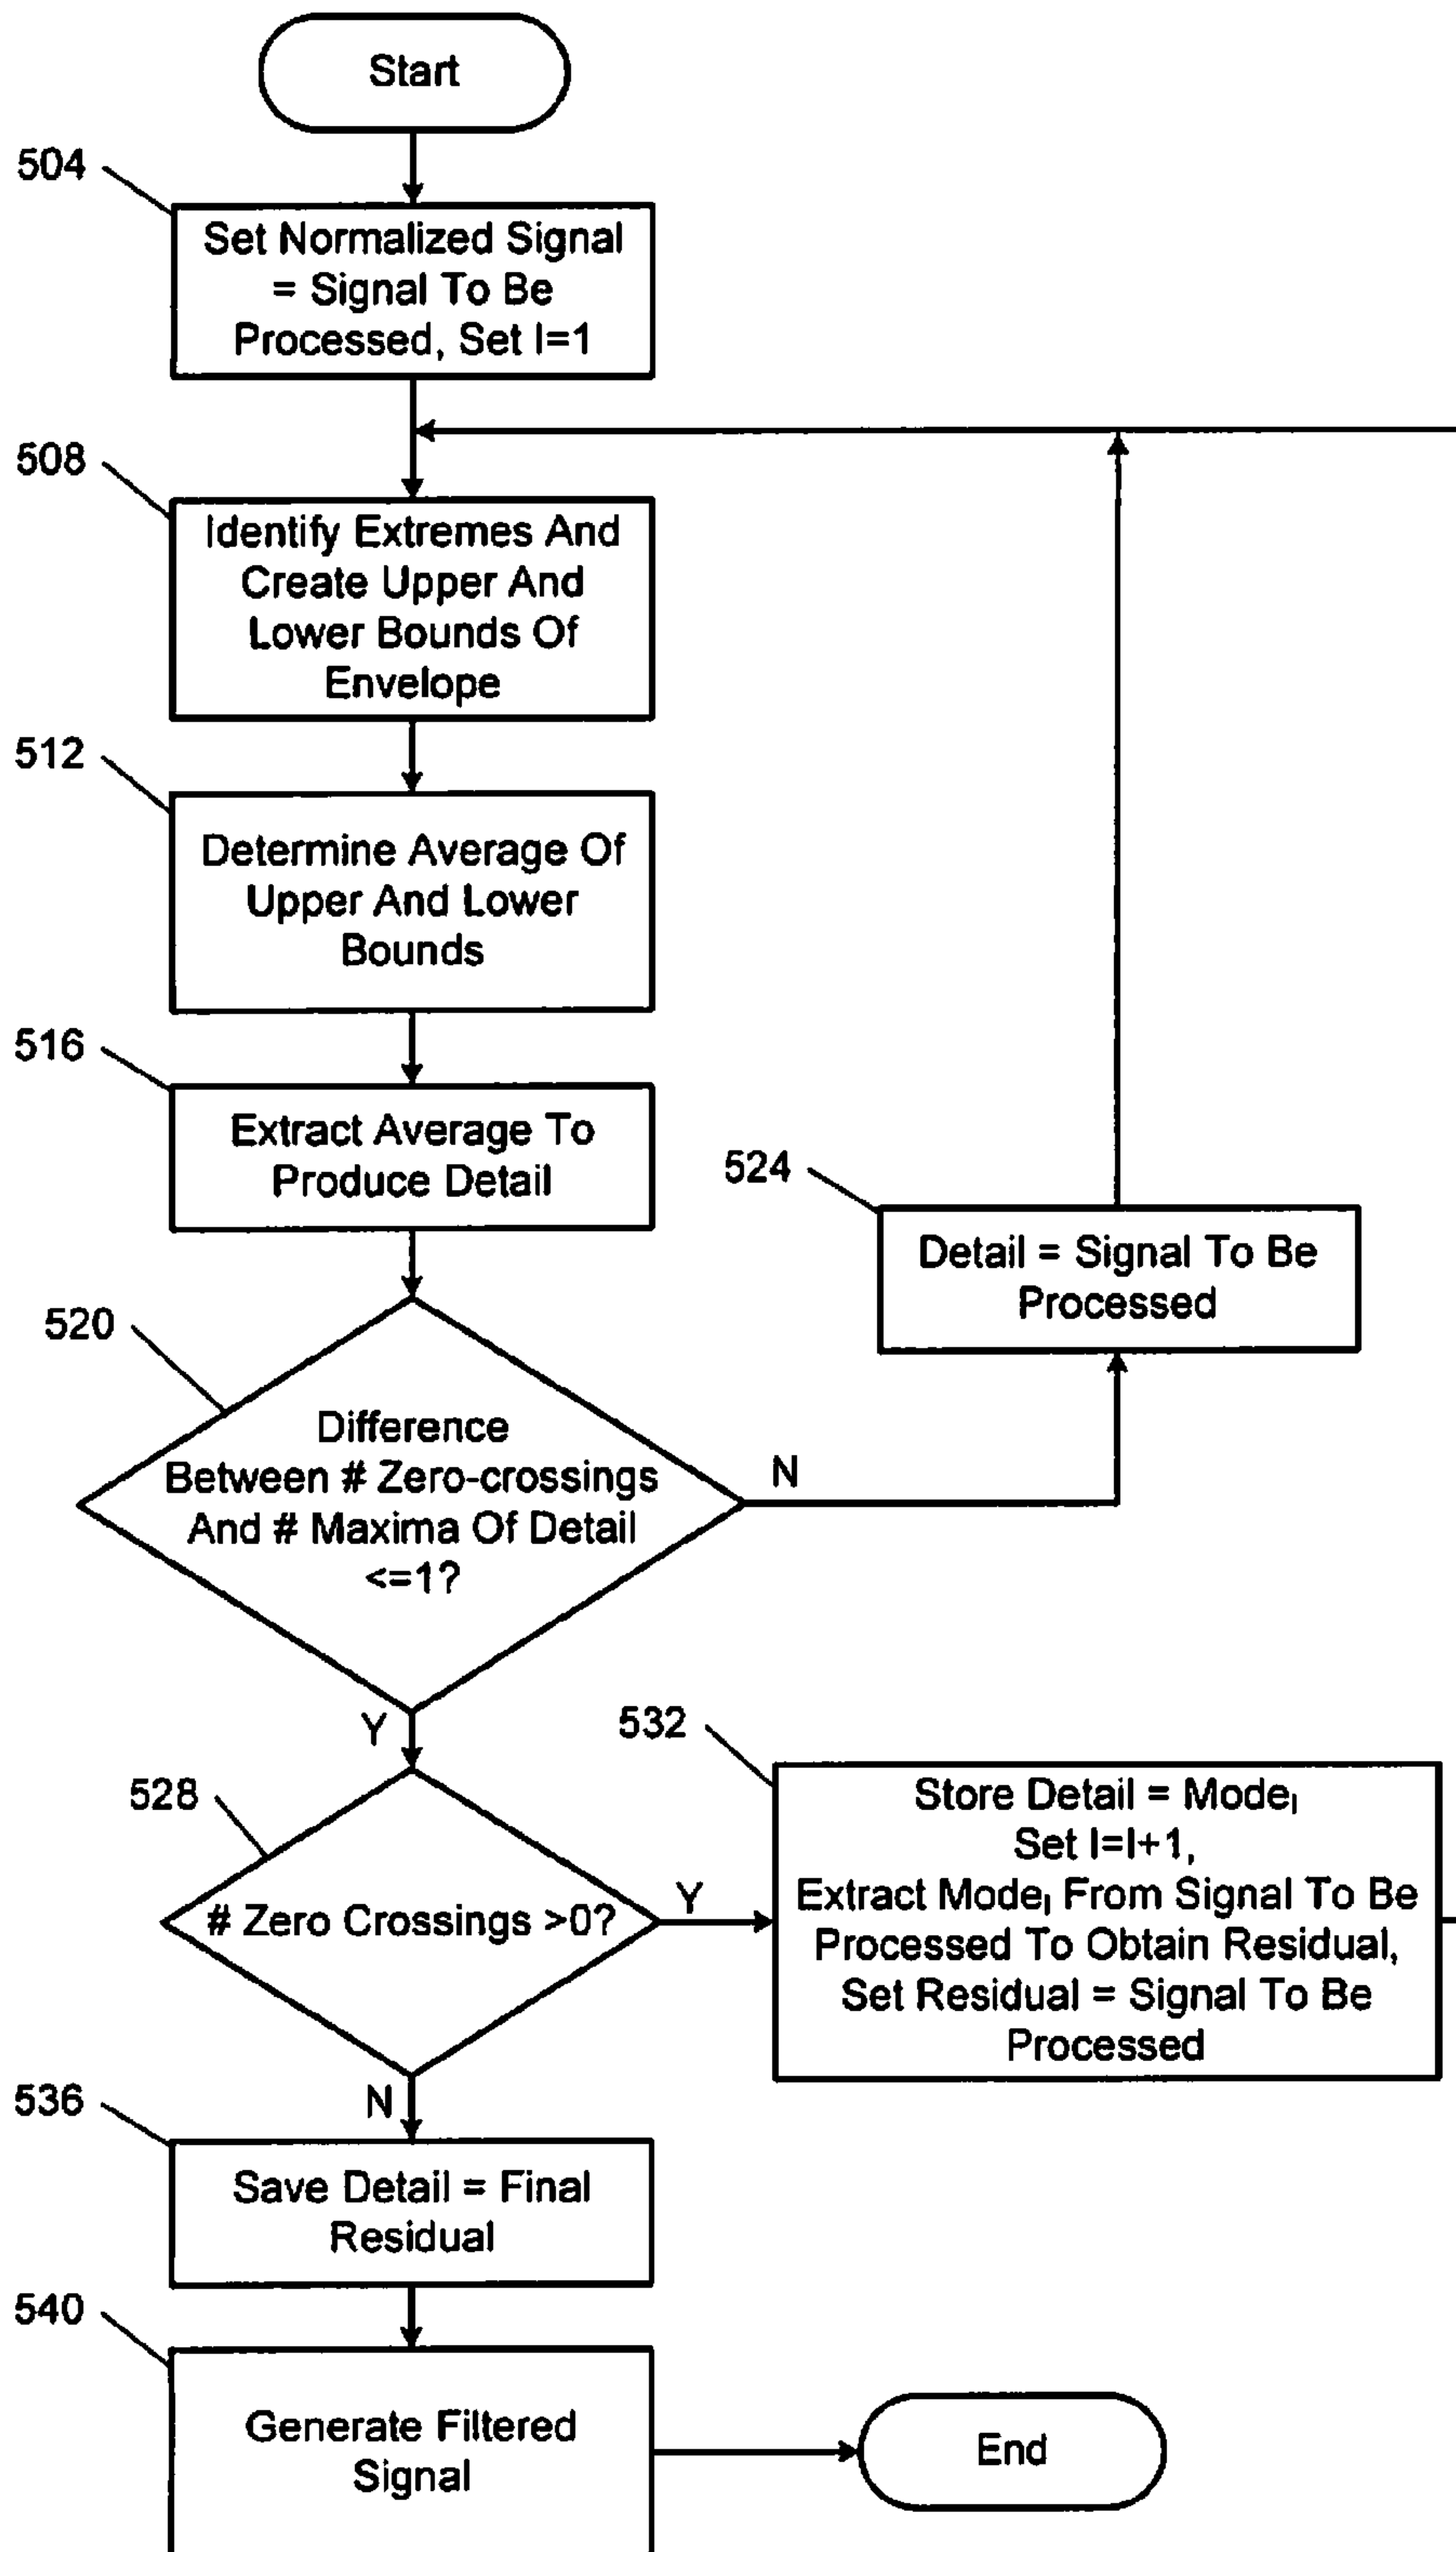 Start
504
Set Normalized Signal
= Signal To Be
Processed, Set I=1
508
Identify Extremes And
Create Upper And
Lower Bounds Of
Envelope
512
Determine Average Of
Upper And Lower
Bounds
516
Extract Average To
Produce Detail
524
Detail = Signal To Be
Processed
520
Difference
Between # Zero-crossings
And # Maxima Of Detail
<=1?
N
Y
528
# Zero Crossings >0?
Y
532
Store Detail = Modeᵢ
Set I=I+1,
Extract Modeᵢ From Signal To Be
Processed To Obtain Residual,
Set Residual = Signal To Be
Processed
N
536
Save Detail = Final
Residual
540
Generate Filtered
Signal
End